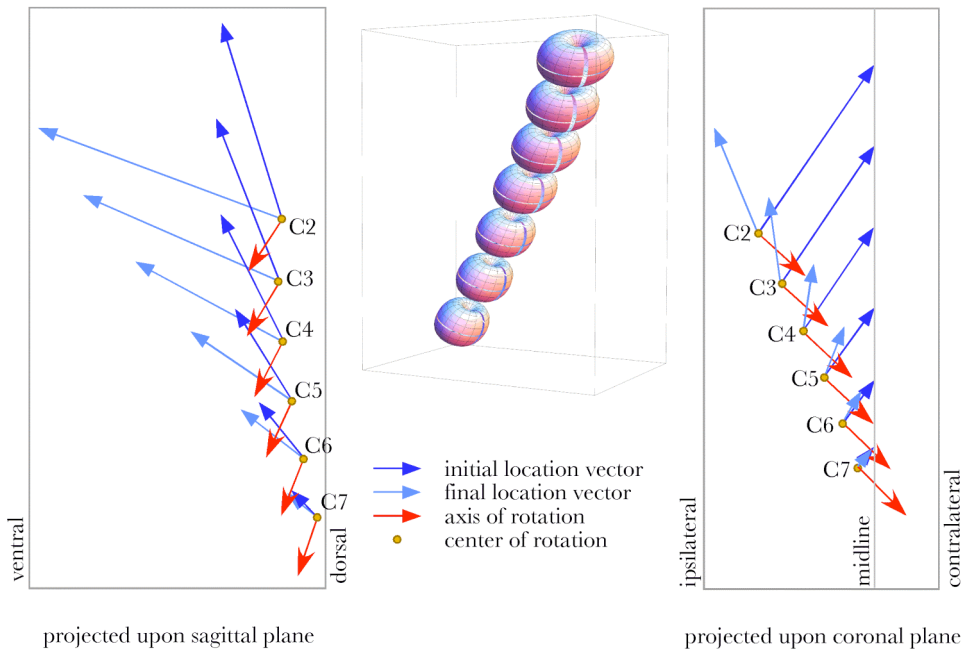 C2
C3
C4
C5
C6
C7
ventral
dorsal
projected upon sagittal plane
initial location vector
final location vector
axis of rotation
center of rotation
C2
C3
C4
C5
C6
C7
ipsilateral
midline
contralateral
projected upon coronal plane